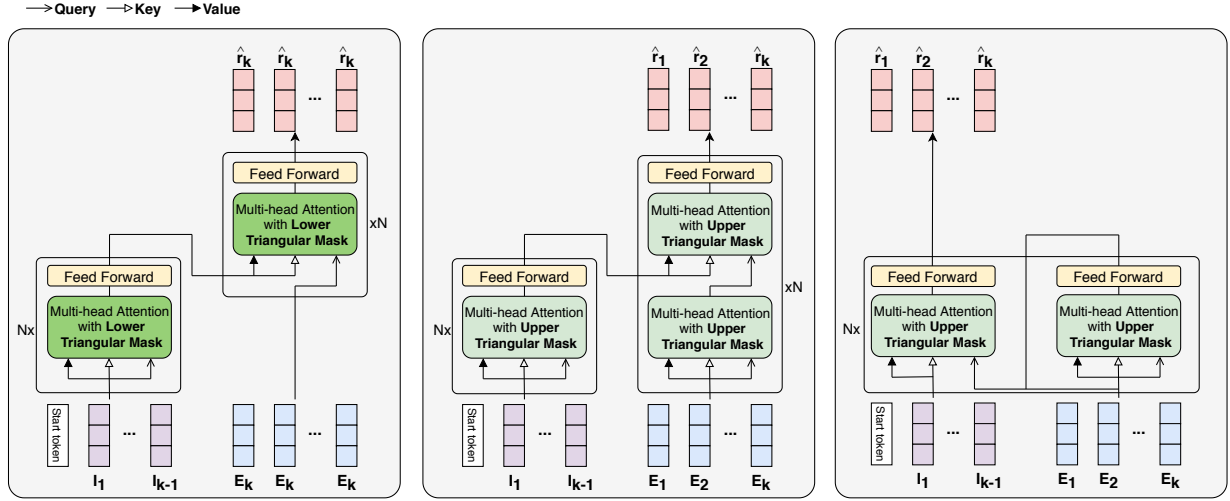 Query Key Value
r̂k r̂k ... r̂k
Feed Forward
Multi-head Attention
with Lower
Triangular Mask
xN
Feed Forward
Multi-head Attention
with Lower
Triangular Mask
Nx
Start token
...
...
I1 Ik-1 Ek Ek Ek
r̂1 r̂2 ... r̂k
Feed Forward
Multi-head Attention
with Upper
Triangular Mask
Feed Forward
Multi-head Attention
with Upper
Triangular Mask
Nx
Multi-head Attention
with Upper
Triangular Mask
xN
Start token
...
...
I1 Ik-1 E1 E2 Ek
r̂1 r̂2 ... r̂k
Feed Forward
Multi-head Attention
with Upper
Triangular Mask
Nx
Feed Forward
Multi-head Attention
with Upper
Triangular Mask
Start token
...
...
I1 Ik-1 E1 E2 Ek